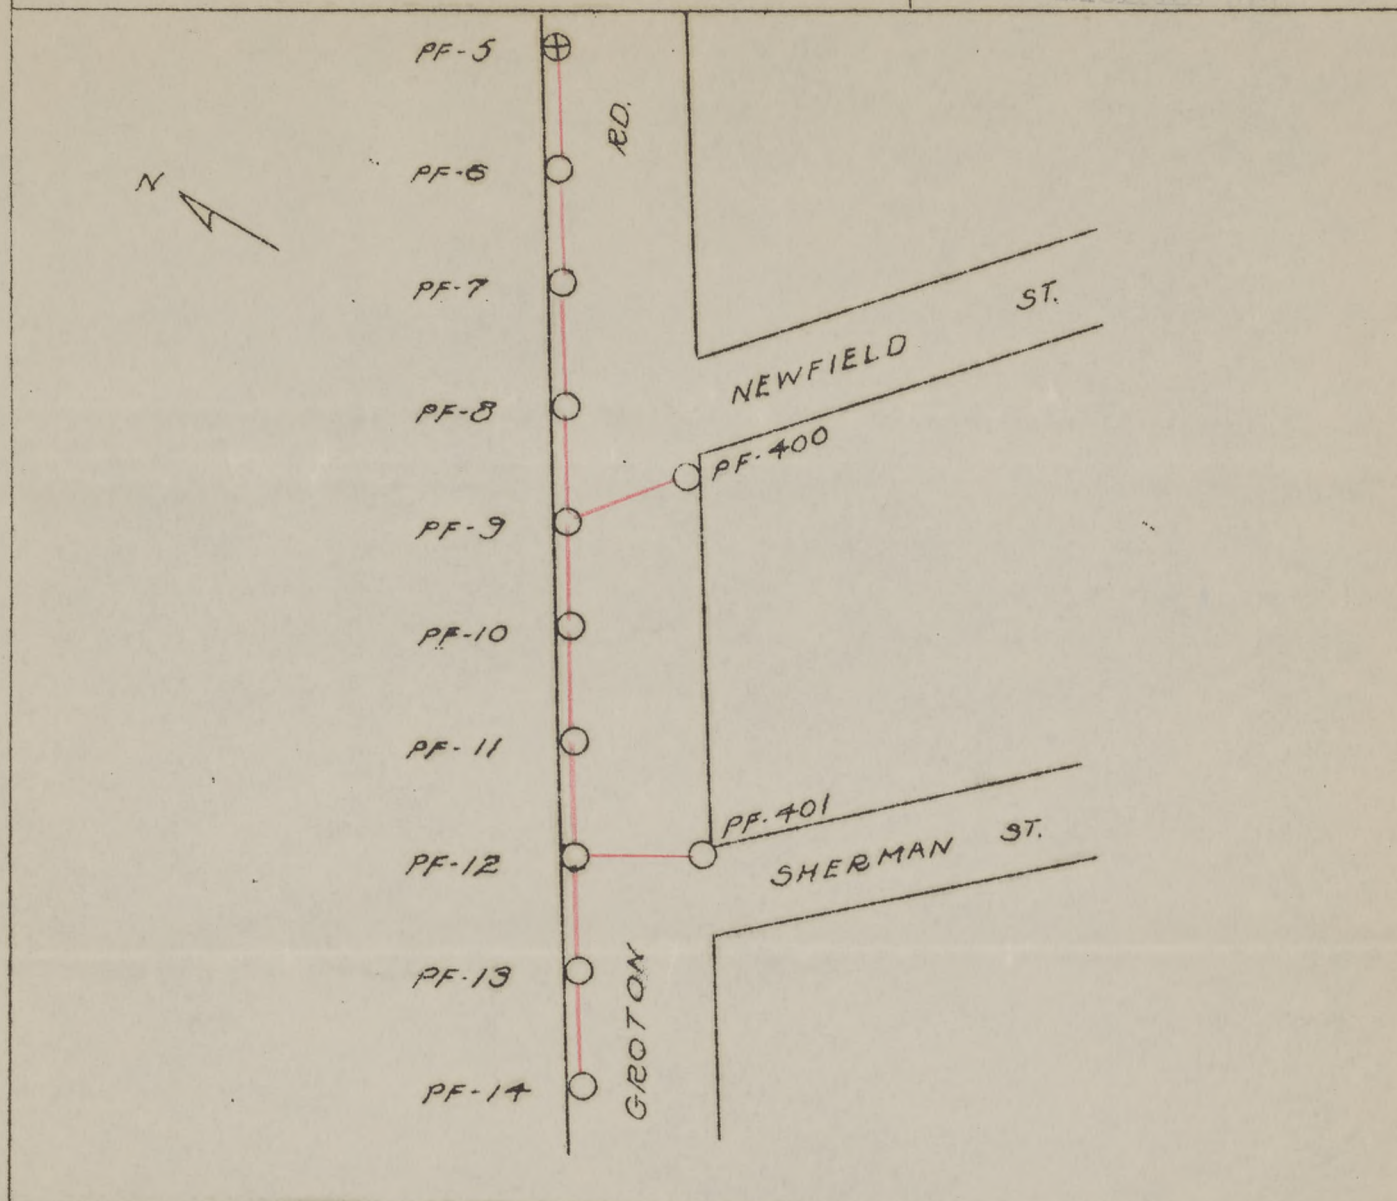 PF-5
RD.
PF-6
N
PF-7
ST.
NEWFIELD
PF-8
PF-400
PF-9
PF-10
PF-11
PF-401
ST.
SHERMAN
PF-12
PF-13
GROTON
PF-14